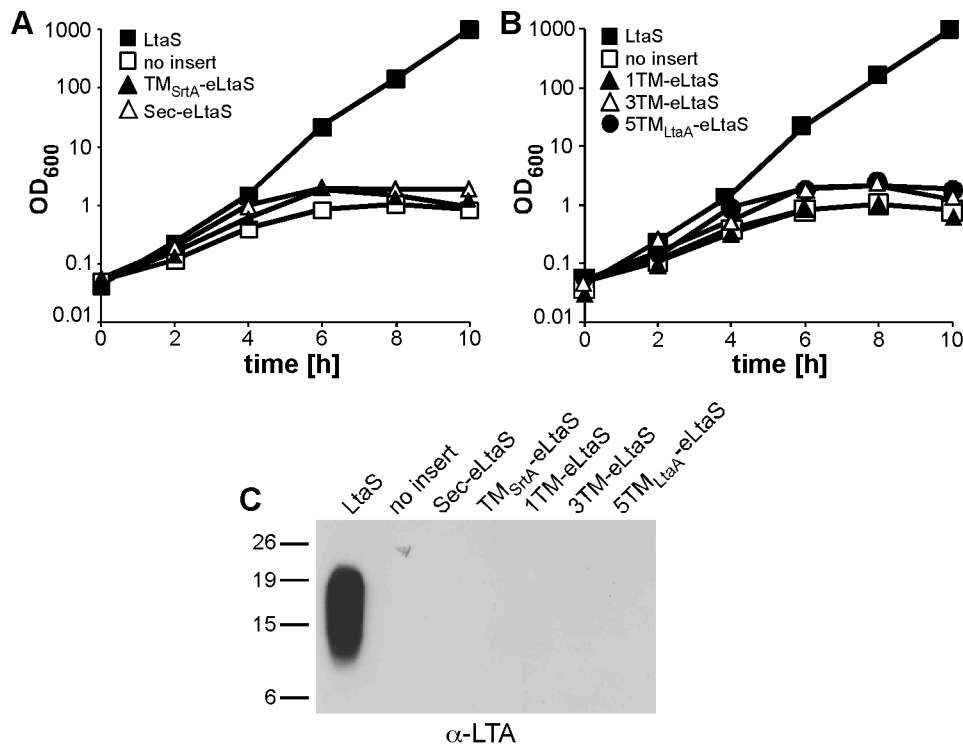 A
OD600
1000
100
10
1
0.1
0.01
LtaS
no insert
TMSrtA-eLtaS
Sec-eLtaS
0 2 4 6 8 10
time [h]
B
OD600
1000
100
10
1
0.1
0.01
LtaS
no insert
1TM-eLtaS
3TM-eLtaS
5TMLtaA-eLtaS
0 2 4 6 8 10
time [h]
C
LtaS
no insert
Sec-eLtaS
TMSrtA-eLtaS
1TM-eLtaS
3TM-eLtaS
5TMLtaA-eLtaS
26
19
15
6
α-LTA